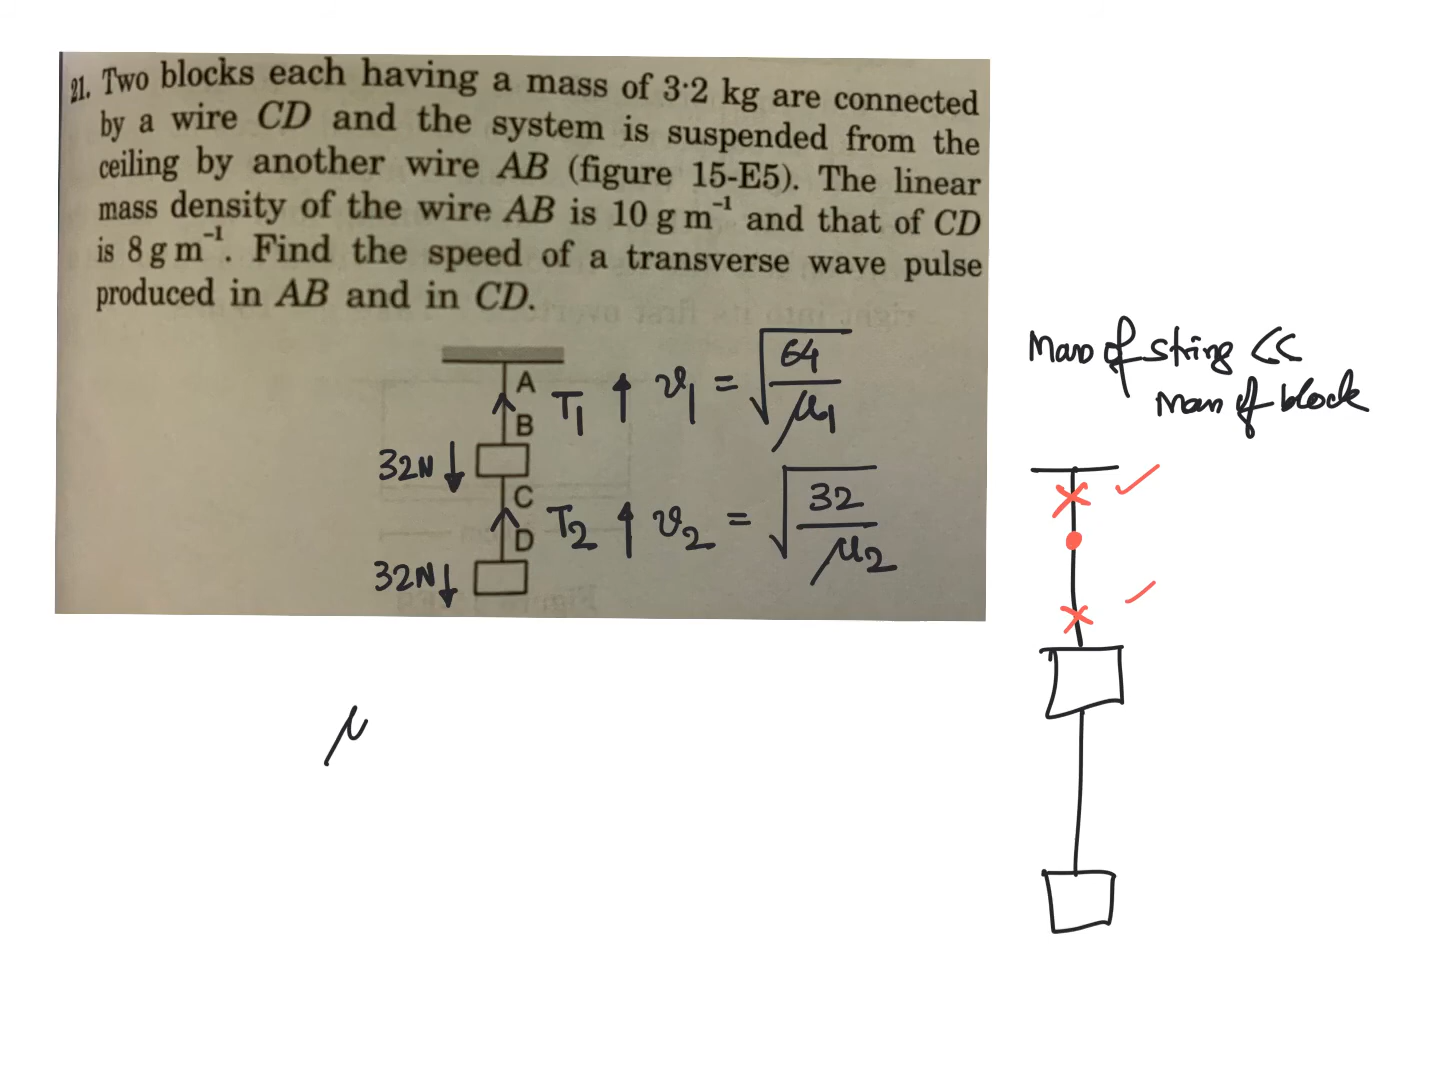 21. Two blocks each having a mass of 3·2 kg are connected
by a wire CD and the system is suspended from the
ceiling by another wire AB (figure 15-E5). The linear
mass density of the wire AB is 10 g m⁻¹ and that of CD
is 8 g m⁻¹. Find the speed of a transverse wave pulse
produced in AB and in CD.
A T₁ ↑ v₁ = √(64/μ₁)
B
32N ↓
C
D T₂ ↑ v₂ = √(32/μ₂)
32N ↓
Mass of string <<
Mass of block
μ